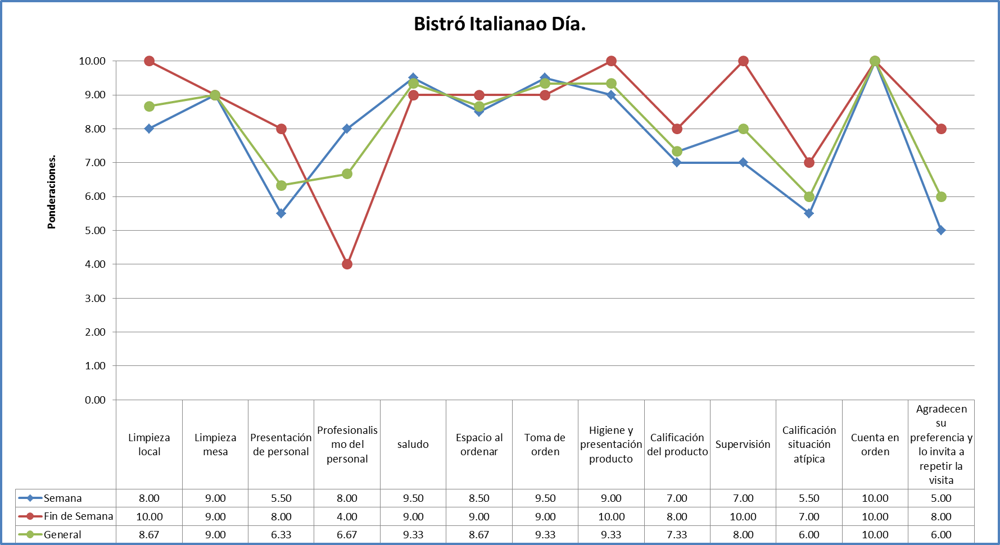 Bistró Italianao Día.
Ponderaciones.
10.00
9.00
8.00
7.00
6.00
5.00
4.00
3.00
2.00
1.00
0.00
Limpieza
local
Limpieza
mesa
Presentación
de personal
Profesionalis
mo del
personal
saludo
Espacio al
ordenar
Toma de
orden
Higiene y
presentación
producto
Calificación
del producto
Supervisión
Calificación
situación
atípica
Cuenta en
orden
Agradecen
su
preferencia y
lo invita a
repetir la
visita
Semana 8.00 9.00 5.50 8.00 9.50 8.50 9.50 9.00 7.00 7.00 5.50 10.00 5.00
Fin de Semana 10.00 9.00 8.00 4.00 9.00 9.00 9.00 10.00 8.00 10.00 7.00 10.00 8.00
General 8.67 9.00 6.33 6.67 9.33 8.67 9.33 9.33 7.33 8.00 6.00 10.00 6.00